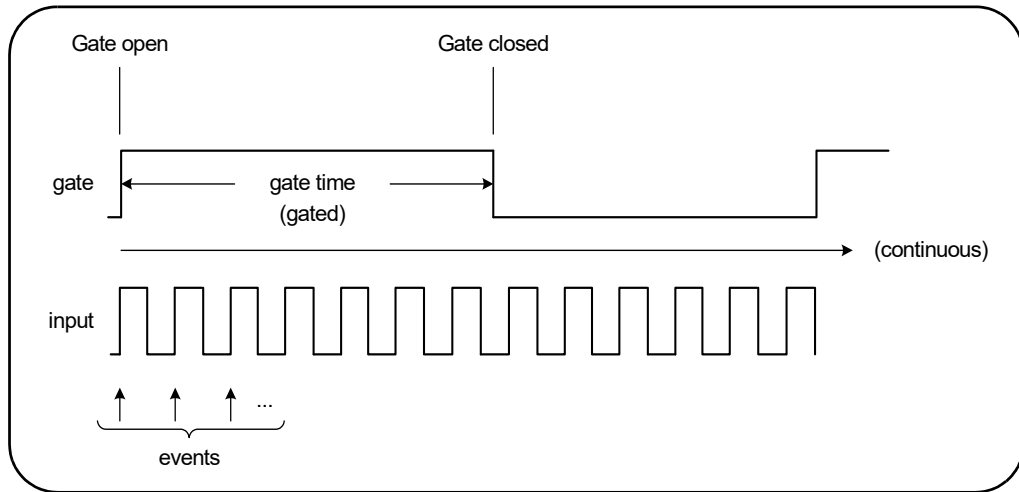 Gate open
Gate closed
gate
gate time
(gated)
(continuous)
input
...
events